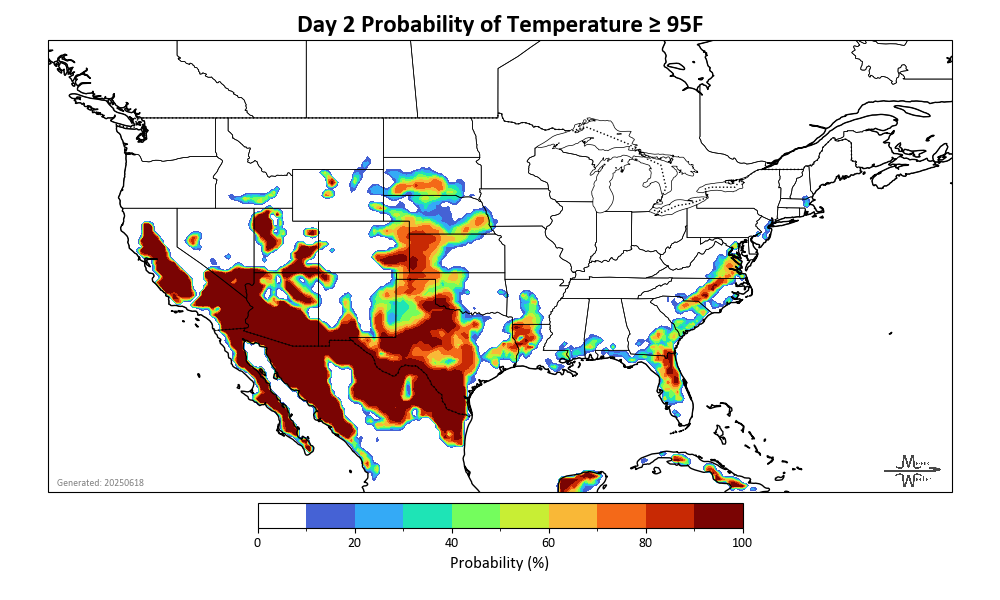 Day 2 Probability of Temperature ≥ 95F
Generated: 20250618
0 20 40 60 80 100
Probability (%)